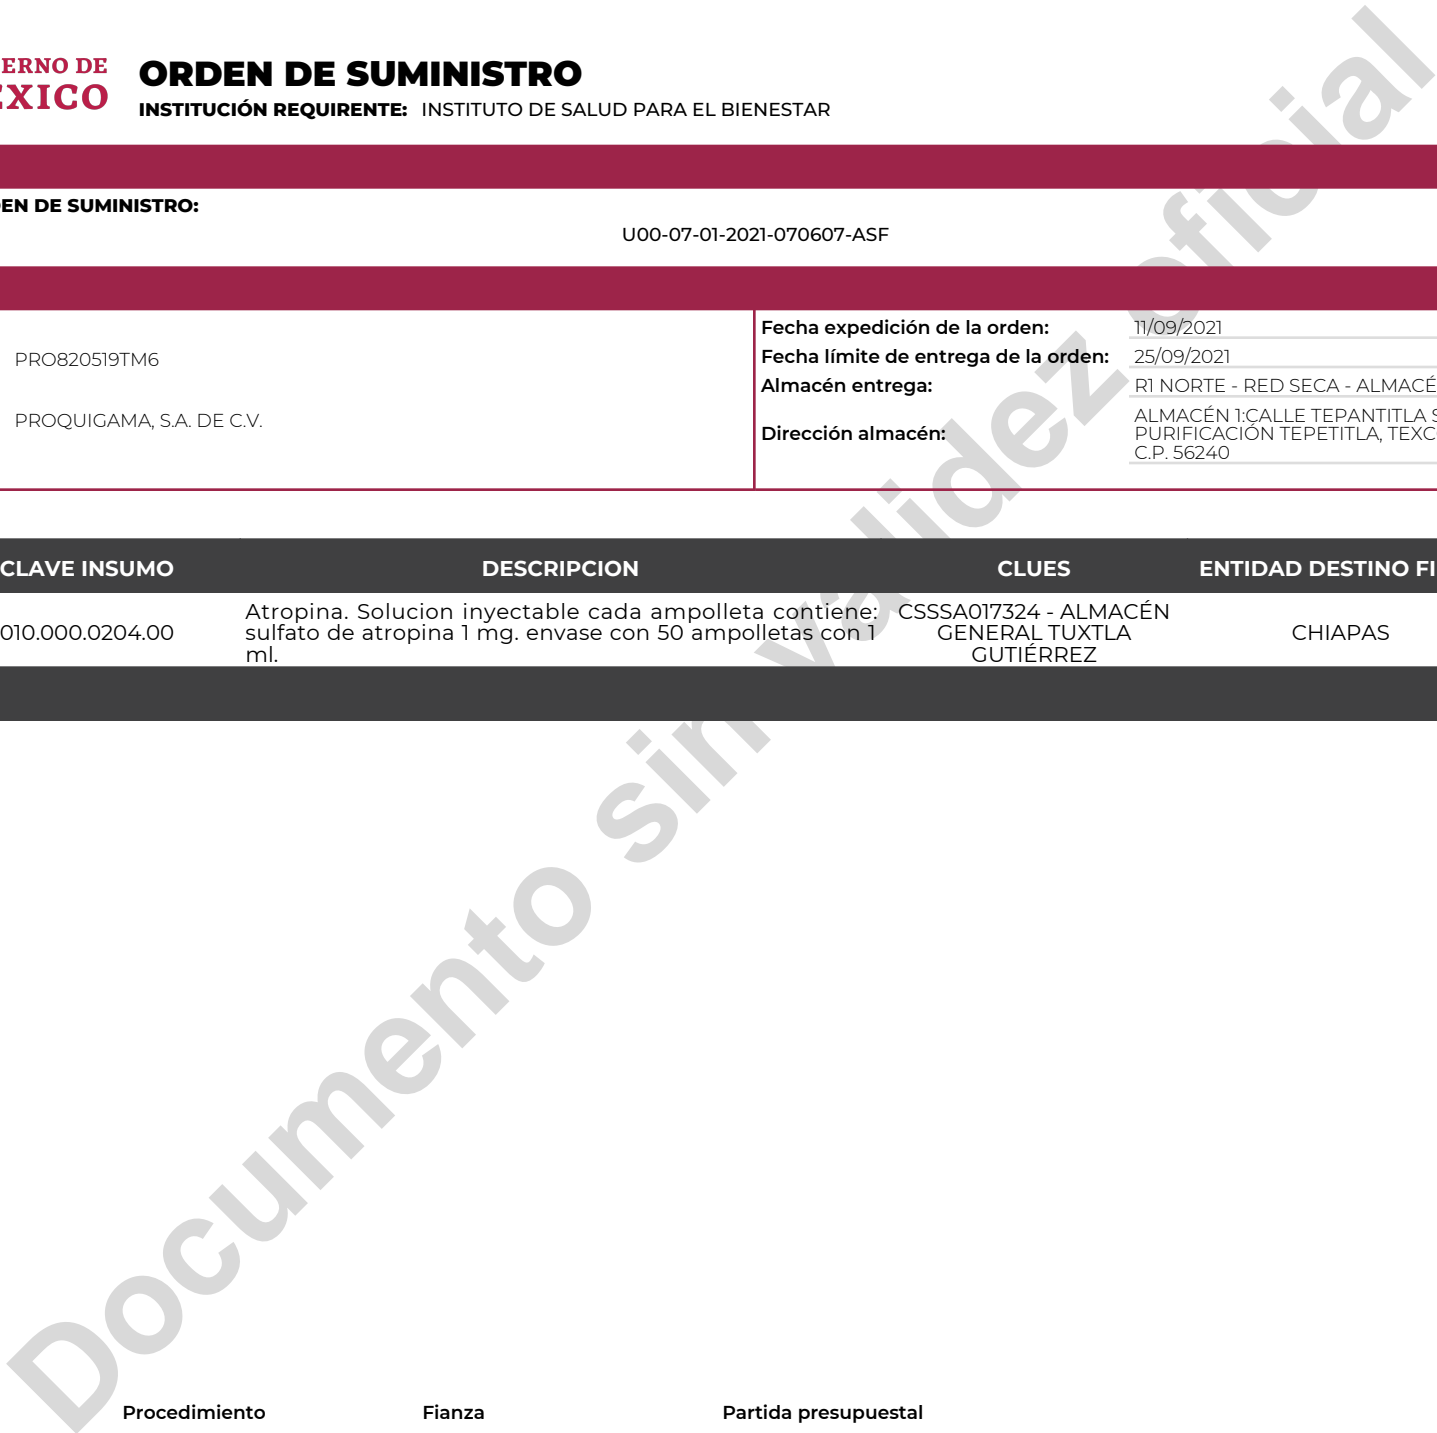 ERNO DE
EXICO
ORDEN DE SUMINISTRO
INSTITUCIÓN REQUIRENTE: INSTITUTO DE SALUD PARA EL BIENESTAR
EN DE SUMINISTRO:
U00-07-01-2021-070607-ASF
PRO820519TM6
PROQUIGAMA, S.A. DE C.V.
Fecha expedición de la orden: 11/09/2021
Fecha límite de entrega de la orden: 25/09/2021
Almacén entrega: R1 NORTE - RED SECA - ALMACÉ
Dirección almacén:
ALMACÉN 1:CALLE TEPANTITLA S
PURIFICACIÓN TEPETITLA, TEXC
C.P. 56240
CLAVE INSUMO DESCRIPCION CLUES ENTIDAD DESTINO FI
010.000.0204.00
Atropina. Solucion inyectable cada ampolleta contiene:
sulfato de atropina 1 mg. envase con 50 ampolletas con 1
ml.
CSSSA017324 - ALMACÉN
GENERAL TUXTLA
GUTIÉRREZ
CHIAPAS
Procedimiento Fianza Partida presupuestal
Documento sin validez oficial